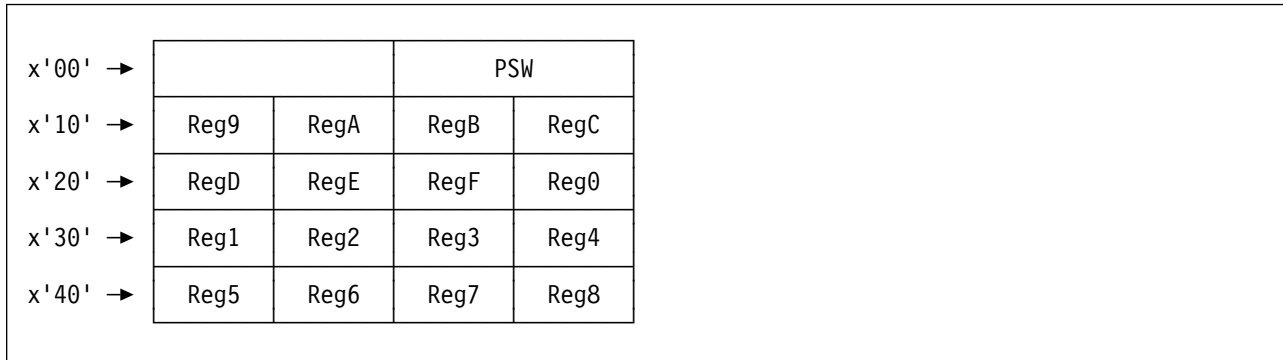 x'00' → PSW
x'10' → Reg9 RegA RegB RegC
x'20' → RegD RegE RegF Reg0
x'30' → Reg1 Reg2 Reg3 Reg4
x'40' → Reg5 Reg6 Reg7 Reg8